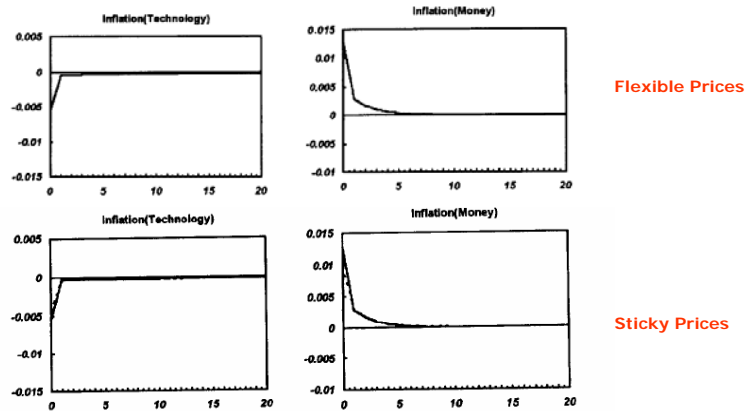 Inflation(Technology)
0.005
0
-0.005
-0.01
-0.015
0 5 10 15 20
Inflation(Money)
0.015
0.01
0.005
0
-0.005
-0.01
0 5 10 15 20
Flexible Prices
Inflation(Technology)
0.005
0
-0.005
-0.01
-0.015
0 5 10 15 20
Inflation(Money)
0.015
0.01
0.005
0
-0.005
-0.01
0 5 10 15 20
Sticky Prices